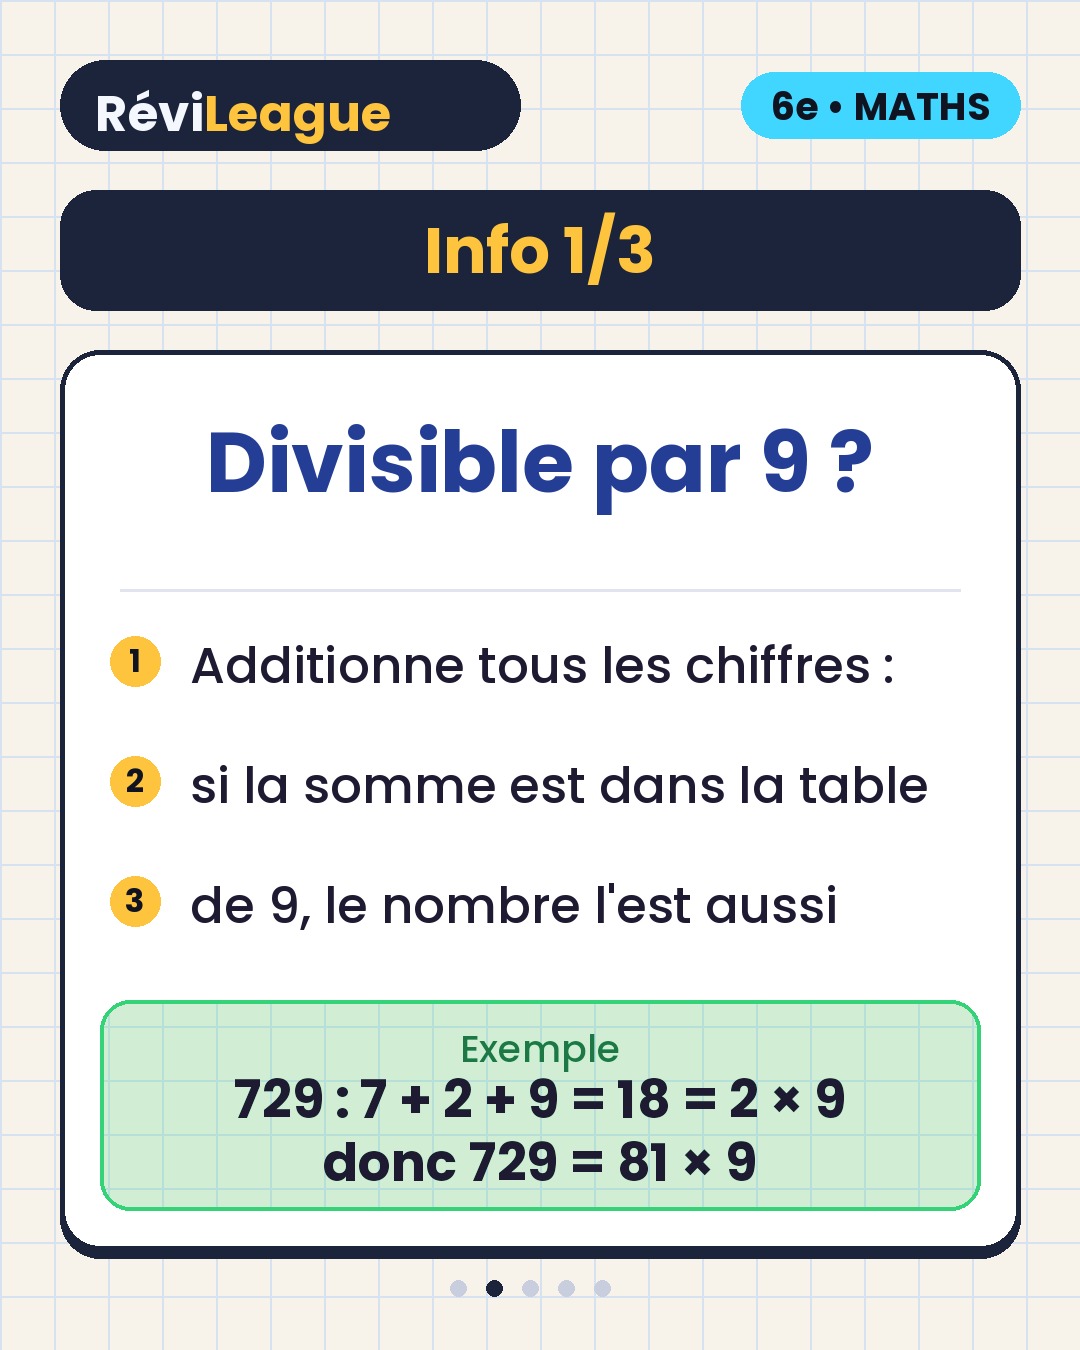 RéviLeague
6e • MATHS
Info 1/3
Divisible par 9 ?
1 Additionne tous les chiffres :
2 si la somme est dans la table
3 de 9, le nombre l'est aussi
Exemple
729 : 7 + 2 + 9 = 18 = 2 × 9
donc 729 = 81 × 9